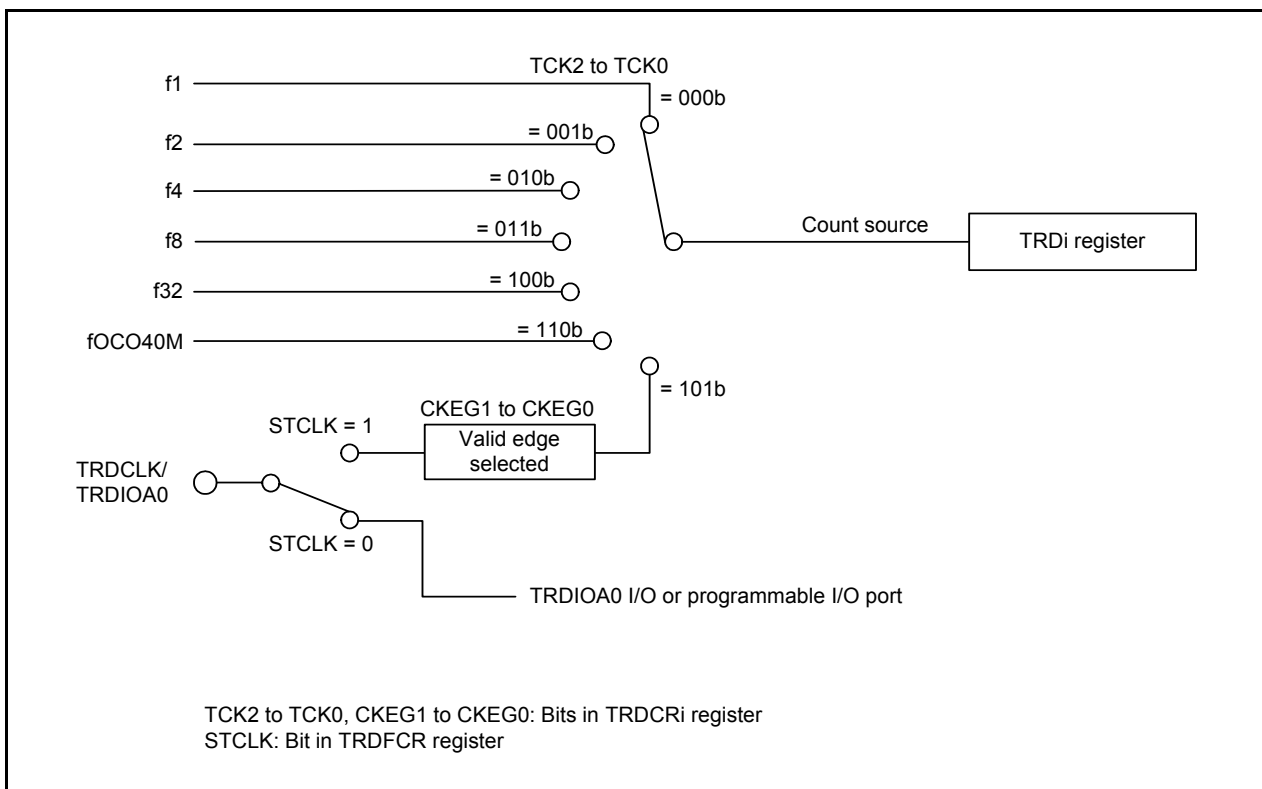 TCK2 to TCK0
f1
= 000b
f2
= 001b
f4
= 010b
f8
= 011b
Count source
TRDi register
f32
= 100b
fOCO40M
= 110b
= 101b
CKEG1 to CKEG0
STCLK = 1
Valid edge
selected
TRDCLK/
TRDIOA0
STCLK = 0
TRDIOA0 I/O or programmable I/O port
TCK2 to TCK0, CKEG1 to CKEG0: Bits in TRDCRi register
STCLK: Bit in TRDFCR register